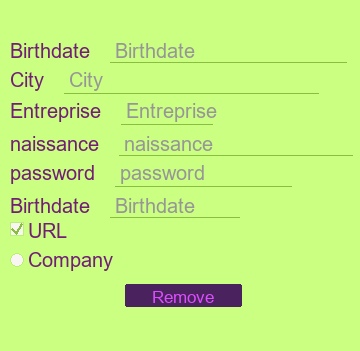 Birthdate Birthdate
City City
Entreprise Entreprise
naissance naissance
password password
Birthdate Birthdate
URL
Company
Remove